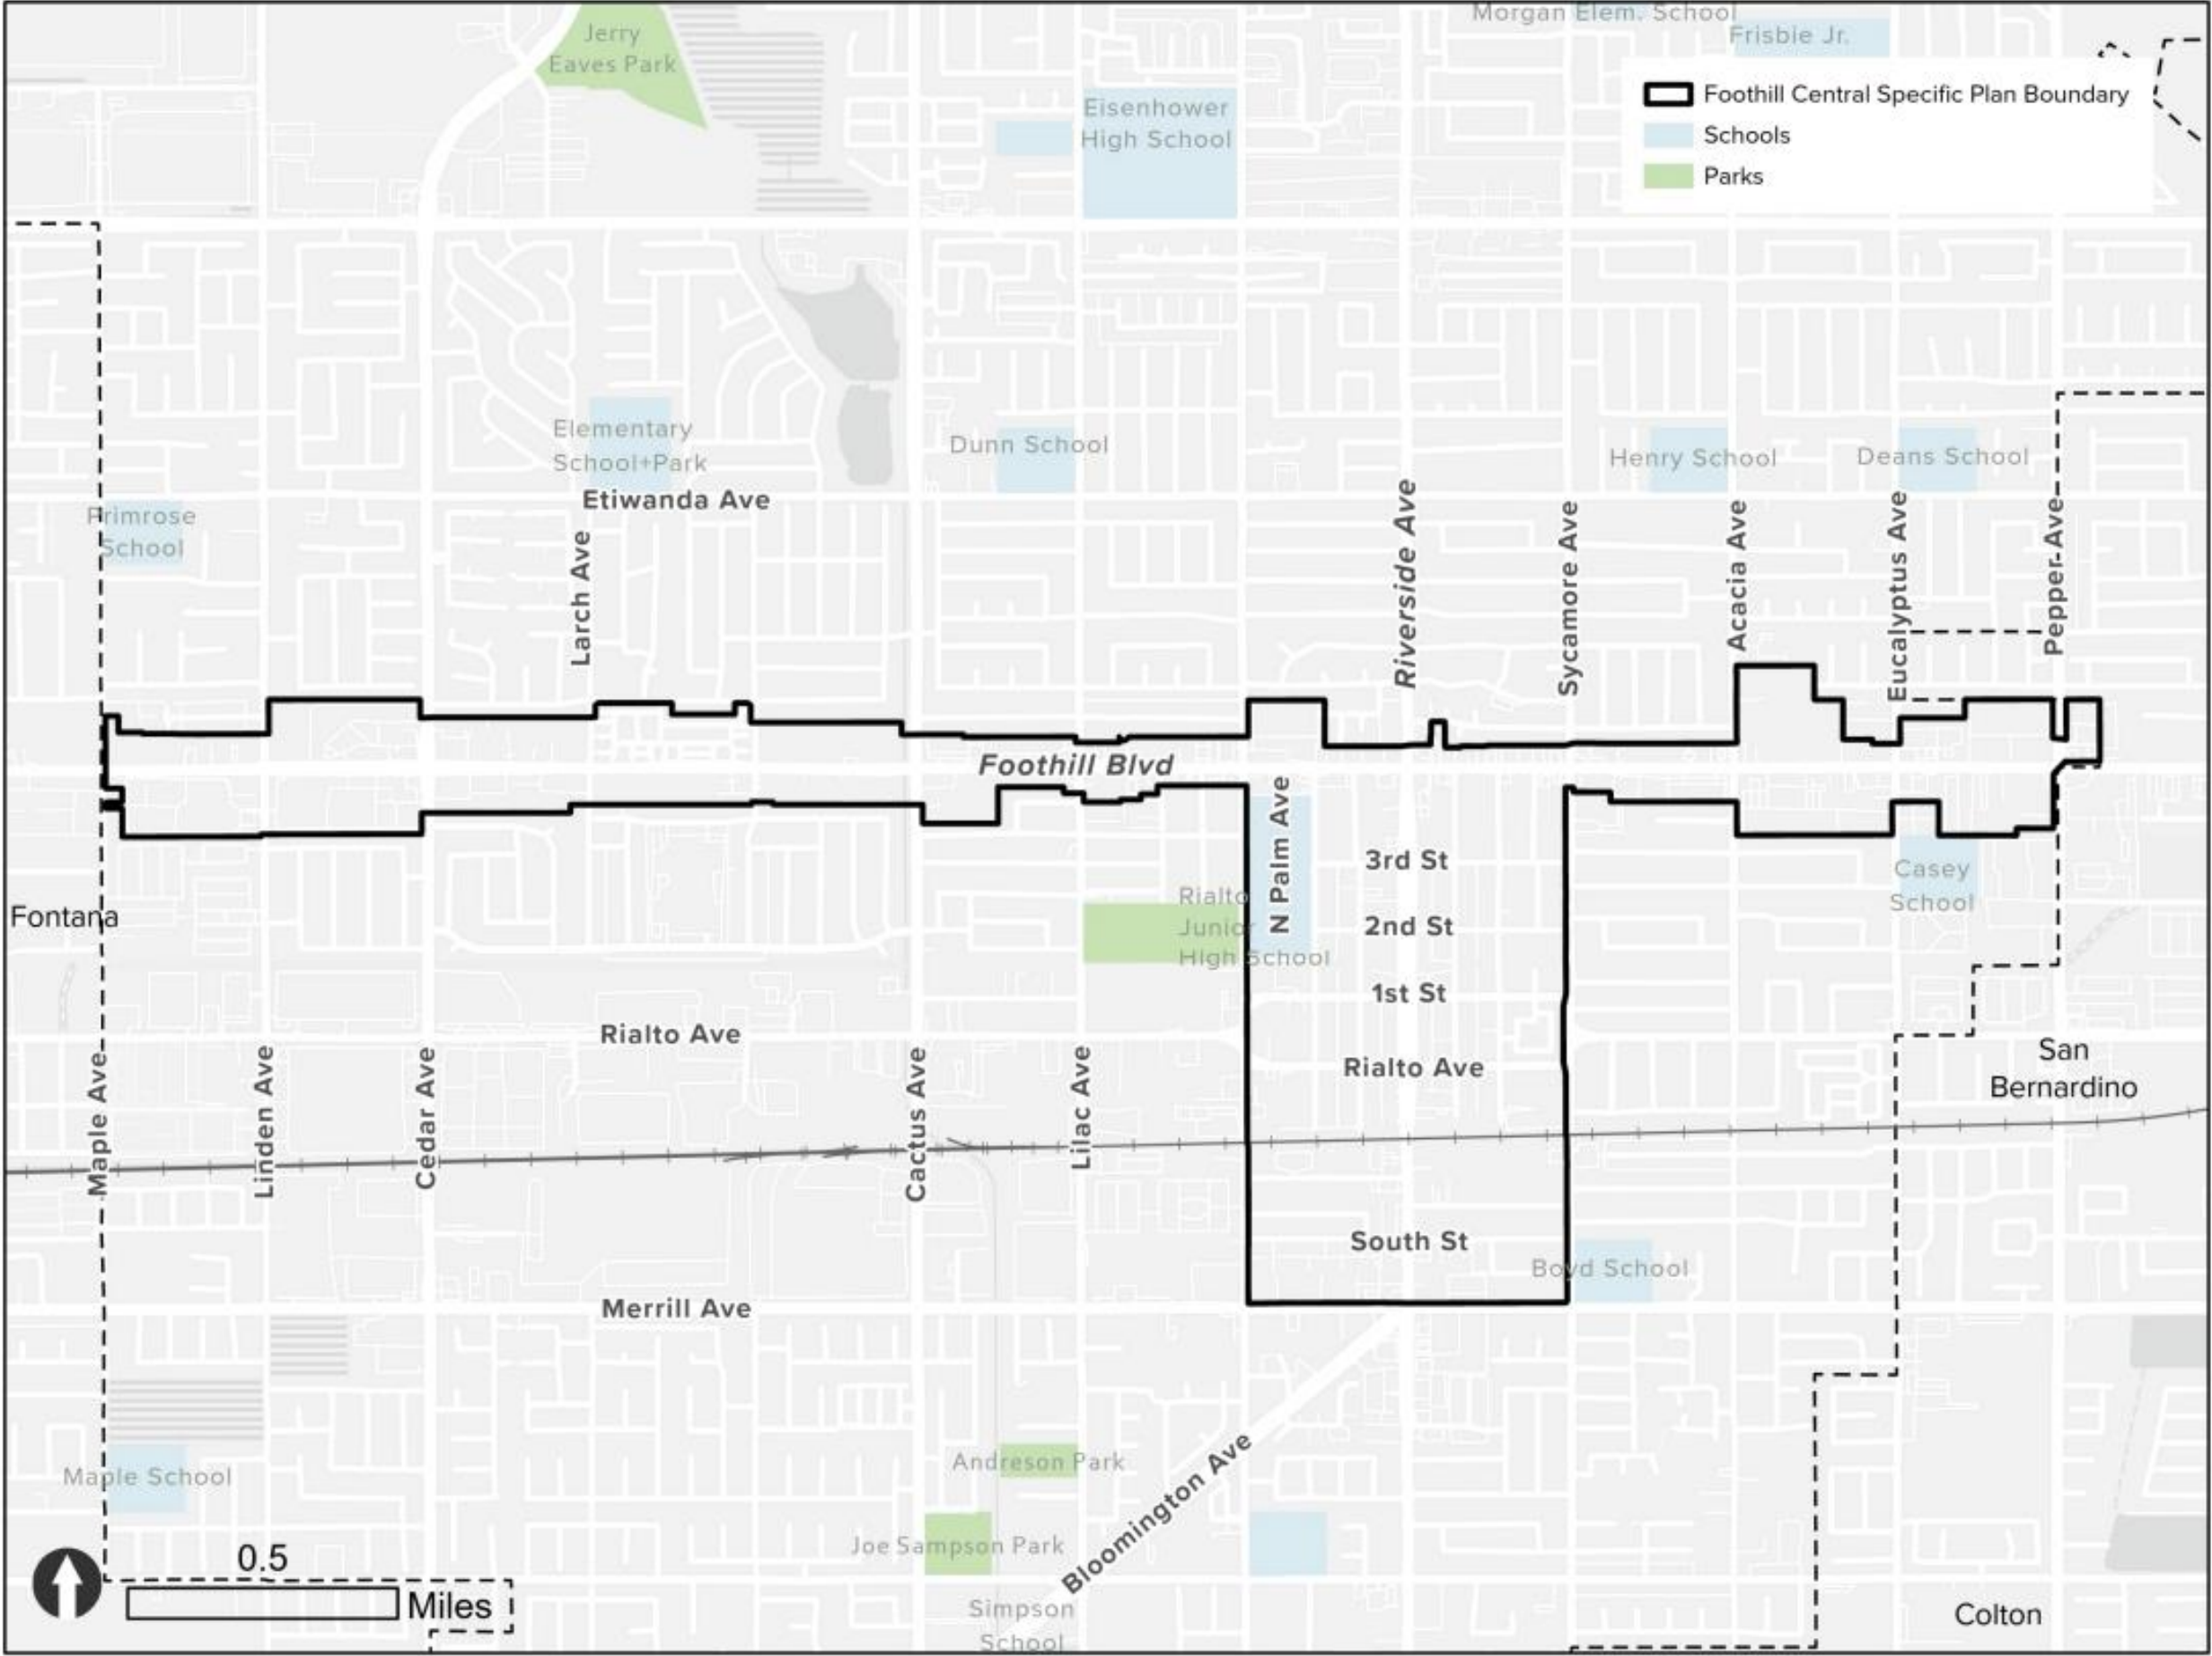 Morgan Elem. School
Frisbie Jr.
Jerry
Eaves Park
Foothill Central Specific Plan Boundary
Schools
Parks
Eisenhower
High School
Elementary
School+Park
Dunn School
Henry School
Deans School
Etiwanda Ave
Primrose
School
Larch Ave
Riverside Ave
Sycamore Ave
Acacia Ave
Eucalyptus Ave
Pepper Ave
Foothill Blvd
N Palm Ave
3rd St
2nd St
1st St
Rialto Ave
South St
Rialto
Junior
High School
Casey
School
Fontana
Rialto Ave
San
Bernardino
Maple Ave
Linden Ave
Cedar Ave
Cactus Ave
Lilac Ave
Boyd School
Merrill Ave
Maple School
Andreson Park
Bloomington Ave
Joe Sampson Park
0.5
Miles
Simpson
School
Colton